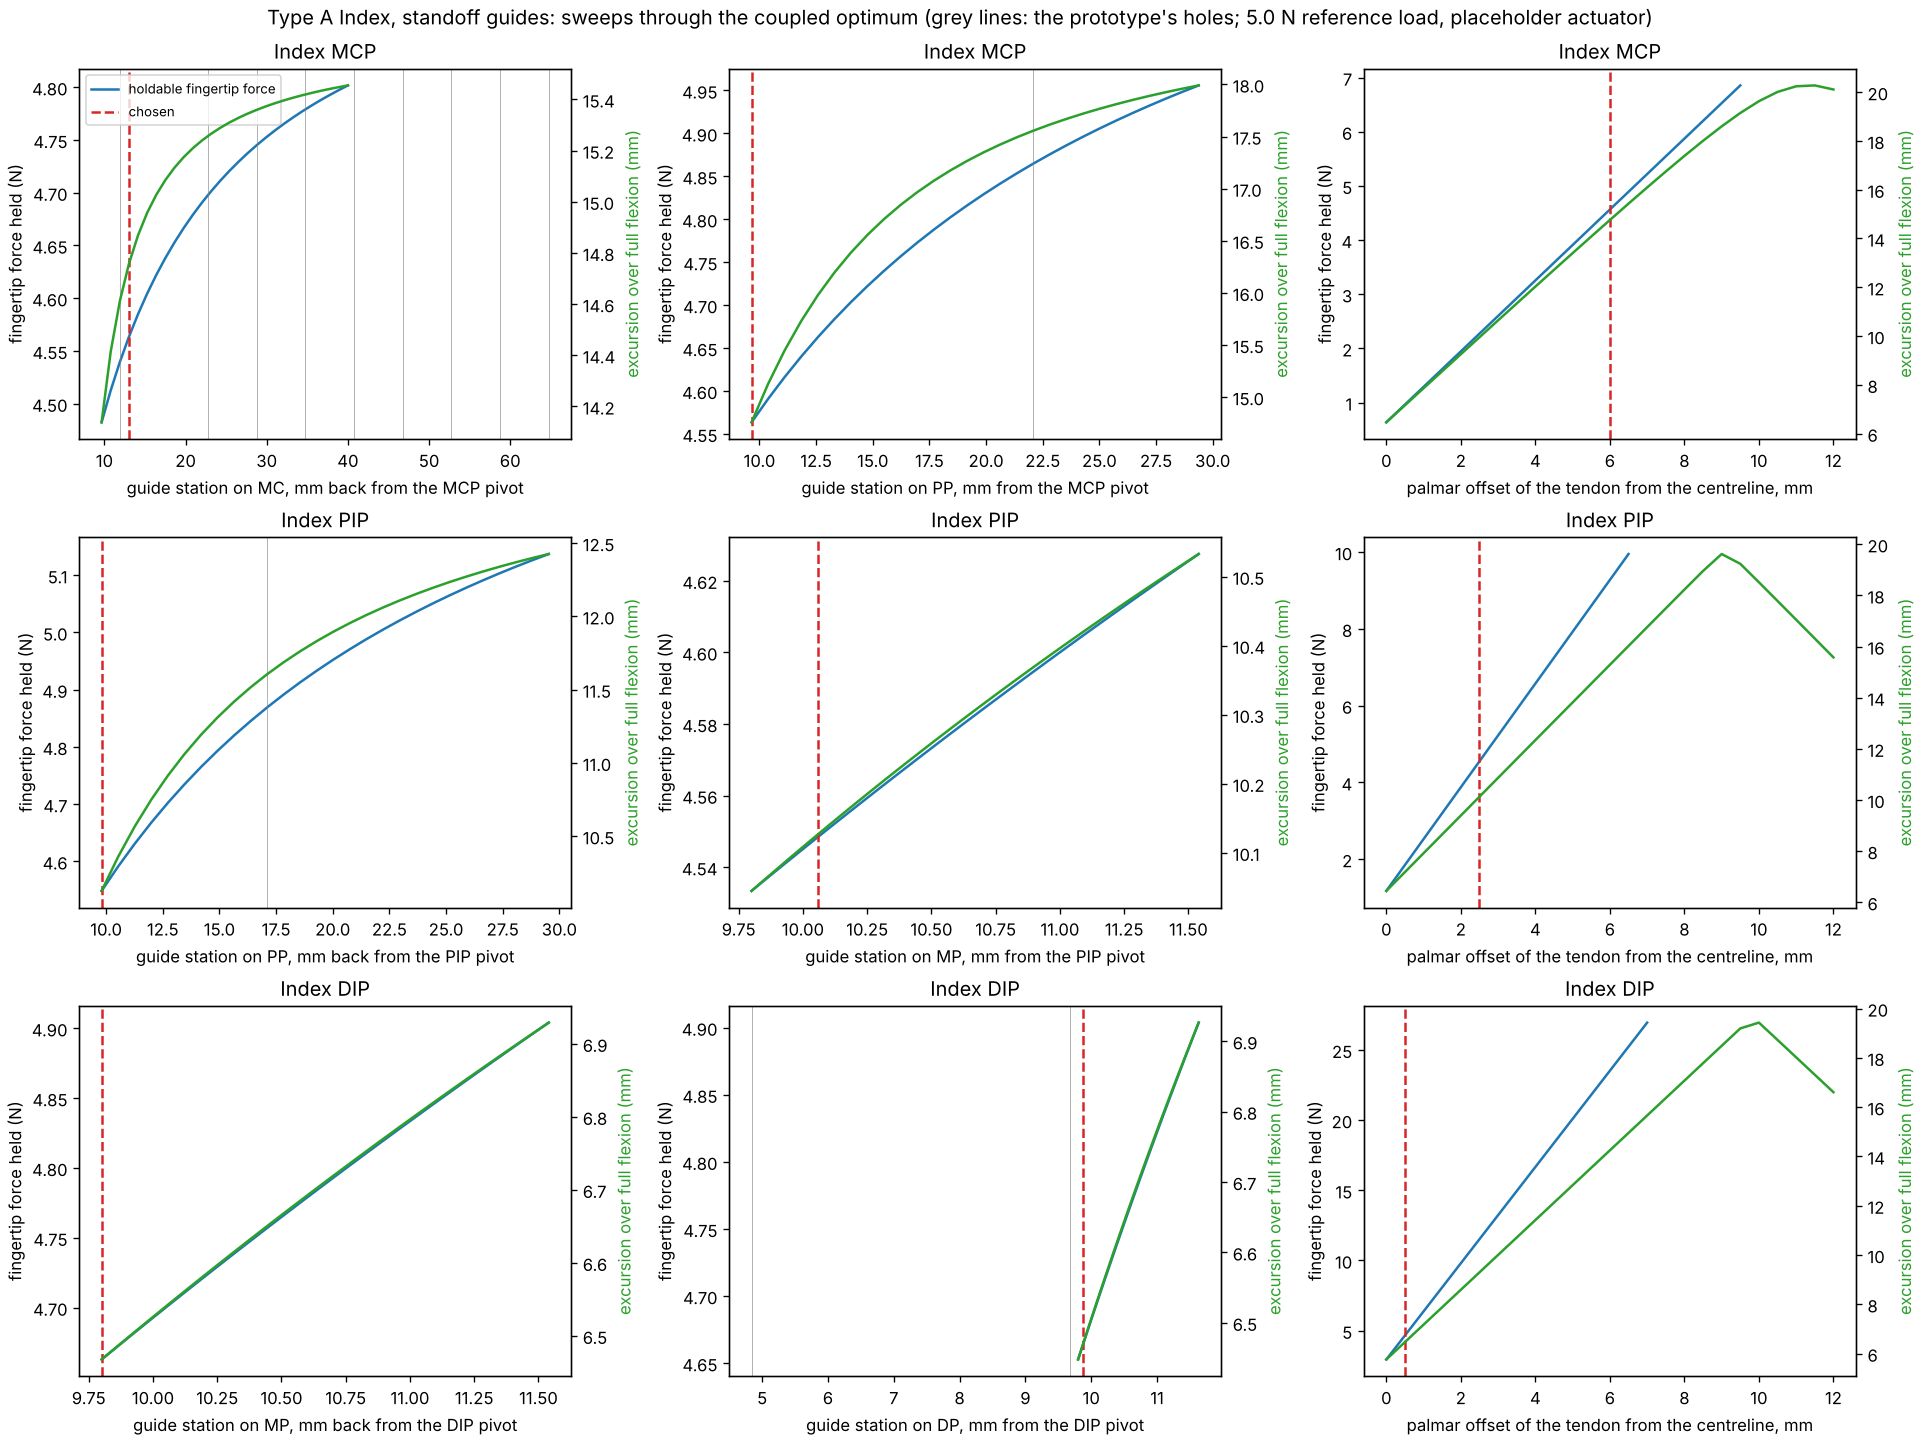 Type A Index, standoff guides: sweeps through the coupled optimum (grey lines: the prototype's holes; 5.0 N reference load, placeholder actuator)
Index MCP
fingertip force held (N)
4.80
4.75
4.70
4.65
4.60
4.55
4.50
holdable fingertip force
chosen
15.4
15.2
15.0
14.8
14.6
14.4
14.2
excursion over full flexion (mm)
10 20 30 40 50 60
guide station on MC, mm back from the MCP pivot
Index MCP
fingertip force held (N)
4.95
4.90
4.85
4.80
4.75
4.70
4.65
4.60
4.55
18.0
17.5
17.0
16.5
16.0
15.5
15.0
excursion over full flexion (mm)
10.0 12.5 15.0 17.5 20.0 22.5 25.0 27.5 30.0
guide station on PP, mm from the MCP pivot
Index MCP
fingertip force held (N)
7
6
5
4
3
2
1
20
18
16
14
12
10
8
6
excursion over full flexion (mm)
0 2 4 6 8 10 12
palmar offset of the tendon from the centreline, mm
Index PIP
fingertip force held (N)
5.1
5.0
4.9
4.8
4.7
4.6
12.5
12.0
11.5
11.0
10.5
excursion over full flexion (mm)
10.0 12.5 15.0 17.5 20.0 22.5 25.0 27.5 30.0
guide station on PP, mm back from the PIP pivot
Index PIP
fingertip force held (N)
4.62
4.60
4.58
4.56
4.54
10.5
10.4
10.3
10.2
10.1
excursion over full flexion (mm)
9.75 10.00 10.25 10.50 10.75 11.00 11.25 11.50
guide station on MP, mm from the PIP pivot
Index PIP
fingertip force held (N)
10
8
6
4
2
20
18
16
14
12
10
8
6
excursion over full flexion (mm)
0 2 4 6 8 10 12
palmar offset of the tendon from the centreline, mm
Index DIP
fingertip force held (N)
4.90
4.85
4.80
4.75
4.70
6.9
6.8
6.7
6.6
6.5
excursion over full flexion (mm)
9.75 10.00 10.25 10.50 10.75 11.00 11.25 11.50
guide station on MP, mm back from the DIP pivot
Index DIP
fingertip force held (N)
4.90
4.85
4.80
4.75
4.70
4.65
6.9
6.8
6.7
6.6
6.5
excursion over full flexion (mm)
5 6 7 8 9 10 11
guide station on DP, mm from the DIP pivot
Index DIP
fingertip force held (N)
25
20
15
10
5
20
18
16
14
12
10
8
6
excursion over full flexion (mm)
0 2 4 6 8 10 12
palmar offset of the tendon from the centreline, mm